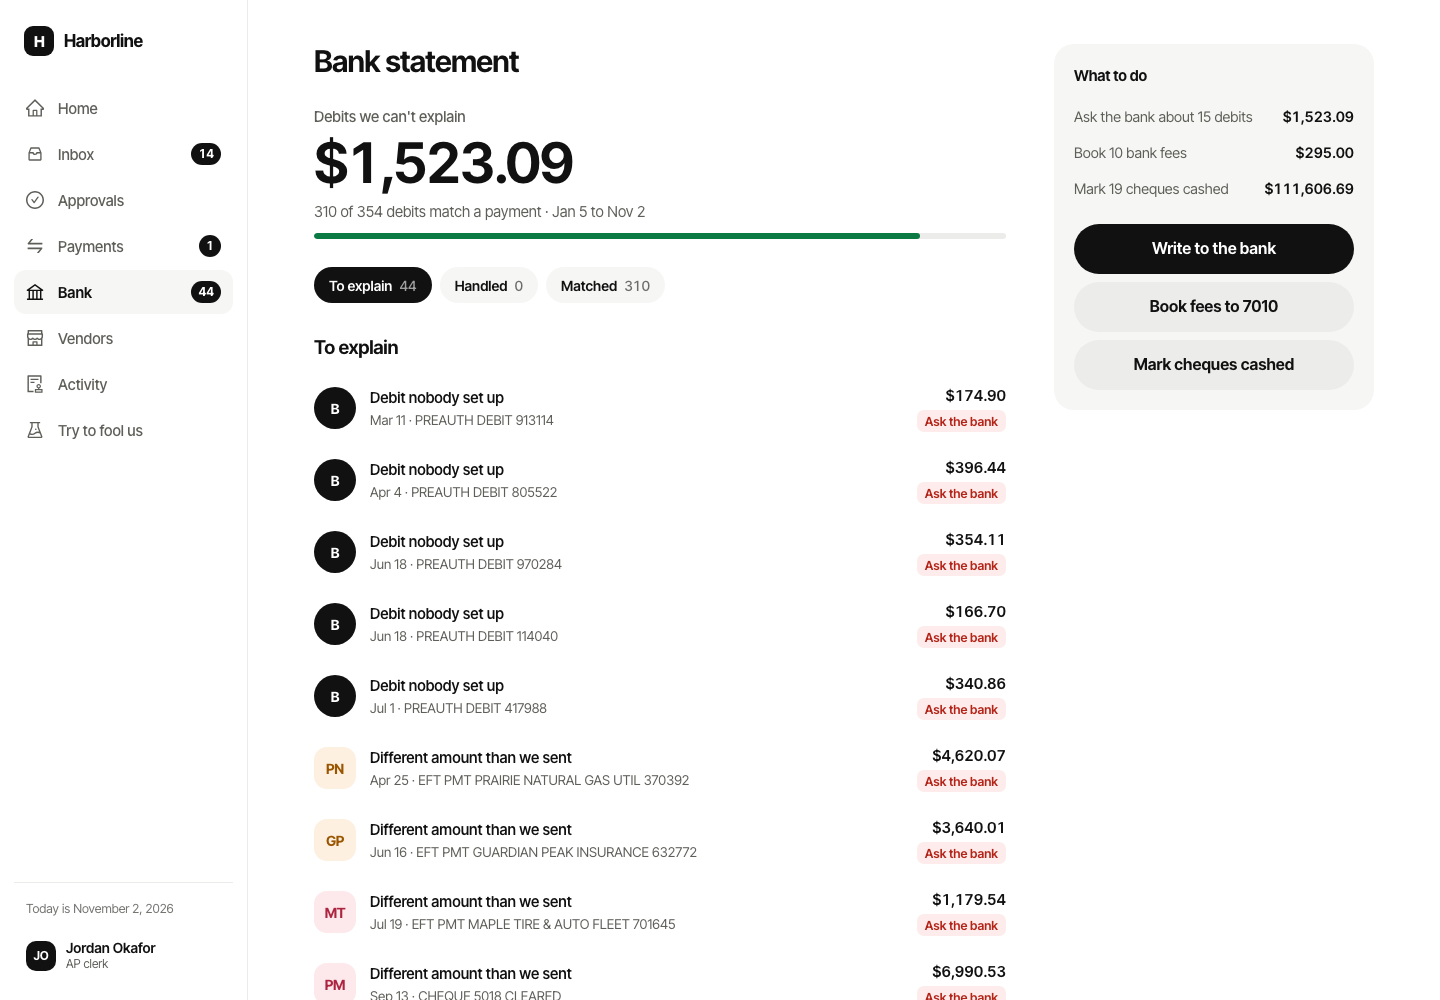 H Harborline
Home
Inbox 14
Approvals
Payments 1
Bank 44
Vendors
Activity
Try to fool us
Today is November 2, 2026
JO Jordan Okafor
AP clerk
Bank statement
Debits we can't explain
$1,523.09
310 of 354 debits match a payment · Jan 5 to Nov 2
To explain 44 Handled 0 Matched 310
To explain
B Debit nobody set up $174.90
Mar 11 · PREAUTH DEBIT 913114 Ask the bank
B Debit nobody set up $396.44
Apr 4 · PREAUTH DEBIT 805522 Ask the bank
B Debit nobody set up $354.11
Jun 18 · PREAUTH DEBIT 970284 Ask the bank
B Debit nobody set up $166.70
Jun 18 · PREAUTH DEBIT 114040 Ask the bank
B Debit nobody set up $340.86
Jul 1 · PREAUTH DEBIT 417988 Ask the bank
PN Different amount than we sent $4,620.07
Apr 25 · EFT PMT PRAIRIE NATURAL GAS UTIL 370392 Ask the bank
GP Different amount than we sent $3,640.01
Jun 16 · EFT PMT GUARDIAN PEAK INSURANCE 632772 Ask the bank
MT Different amount than we sent $1,179.54
Jul 19 · EFT PMT MAPLE TIRE & AUTO FLEET 701645 Ask the bank
PM Different amount than we sent $6,990.53
Sep 13 · CHEQUE 5018 CLEARED Ask the bank
What to do
Ask the bank about 15 debits $1,523.09
Book 10 bank fees $295.00
Mark 19 cheques cashed $111,606.69
Write to the bank
Book fees to 7010
Mark cheques cashed